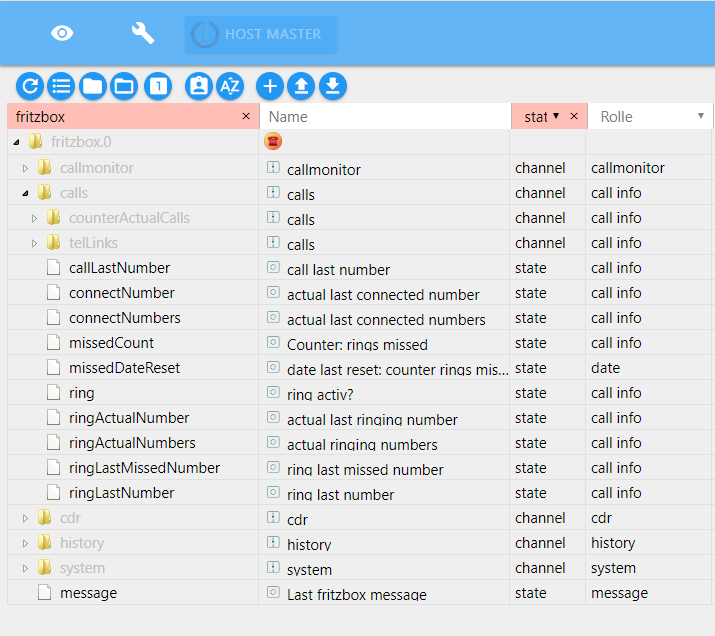 HOST MASTER
1 AZ
fritzbox × Name stat ▼ × Rolle ▼
fritzbox.0
callmonitor callmonitor channel callmonitor
calls calls channel call info
counterActualCalls calls channel call info
telLinks calls channel call info
callLastNumber call last number state call info
connectNumber actual last connected number state call info
connectNumbers actual last connected numbers state call info
missedCount Counter: rings missed state call info
missedDateReset date last reset: counter rings mis... state date
ring ring activ? state call info
ringActualNumber actual last ringing number state call info
ringActualNumbers actual ringing numbers state call info
ringLastMissedNumber ring last missed number state call info
ringLastNumber ring last number state call info
cdr cdr channel cdr
history history channel history
system system channel system
message Last fritzbox message state message